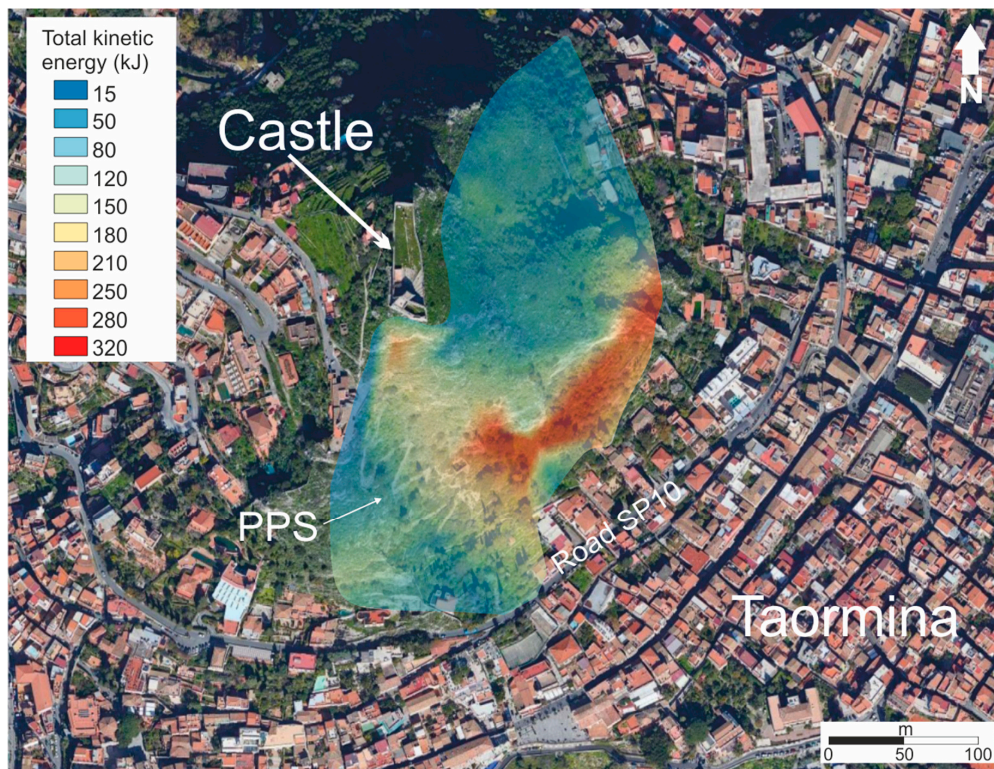 Total kinetic
energy (kJ)
15
50
80
120
150
180
210
250
280
320
Castle
N
PPS
Road SP10
Taormina
m
0 50 100